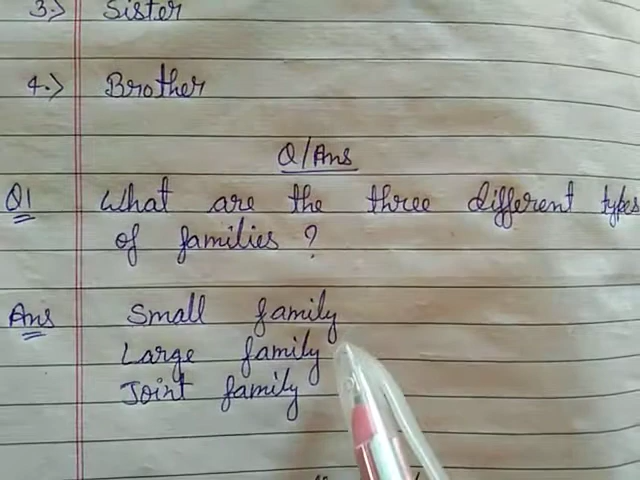 3.> Sister
4.> Brother
Q/Ans
Q1 What are the three different types
of families ?
Ans Small family
Large family
Joint family